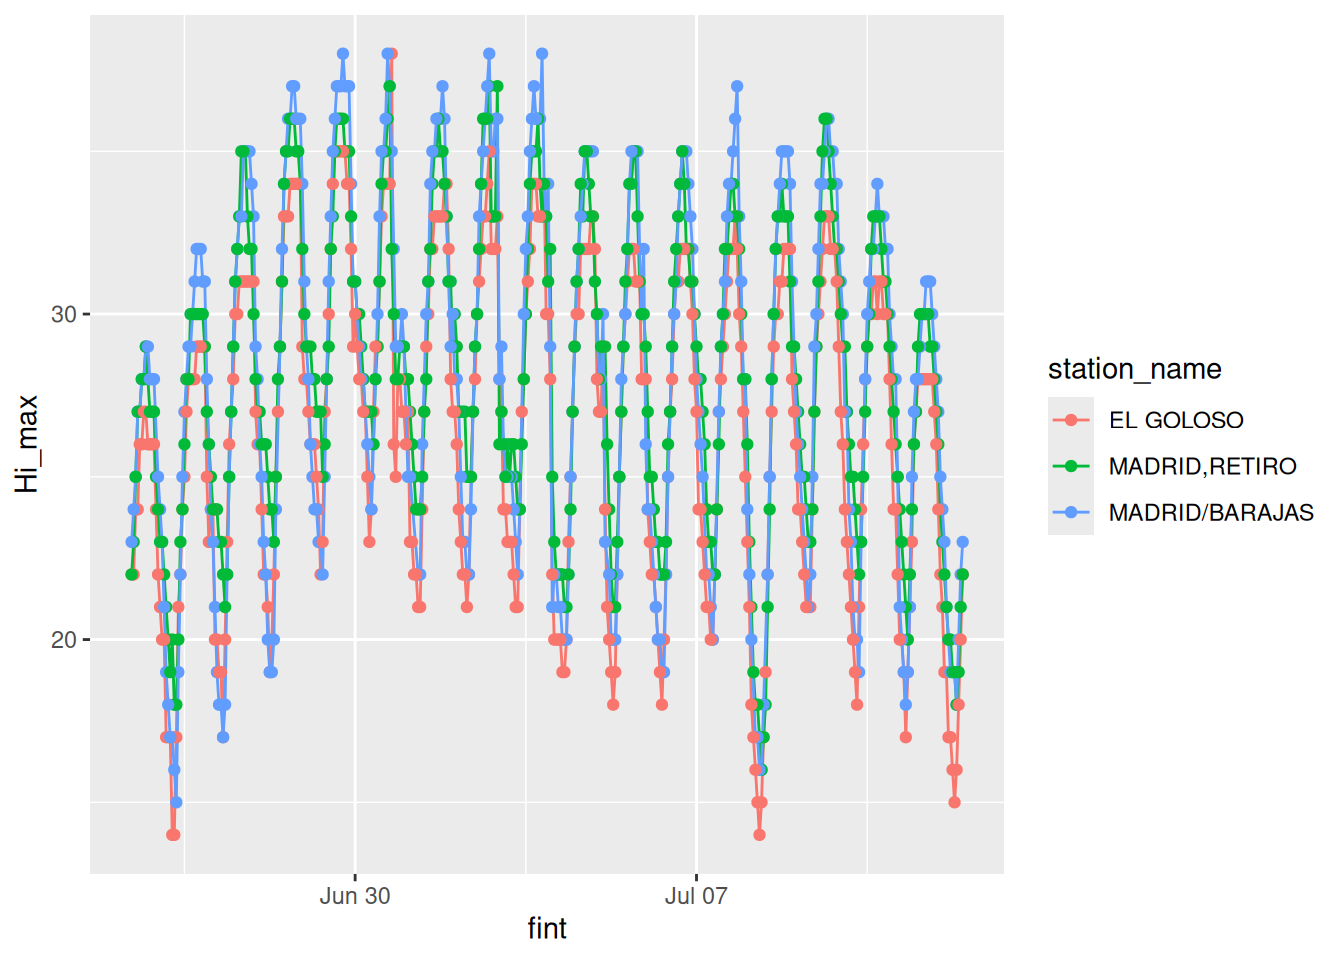 Hi_max
30
20
Jun 30
Jul 07
fint
station_name
EL GOLOSO
MADRID,RETIRO
MADRID/BARAJAS